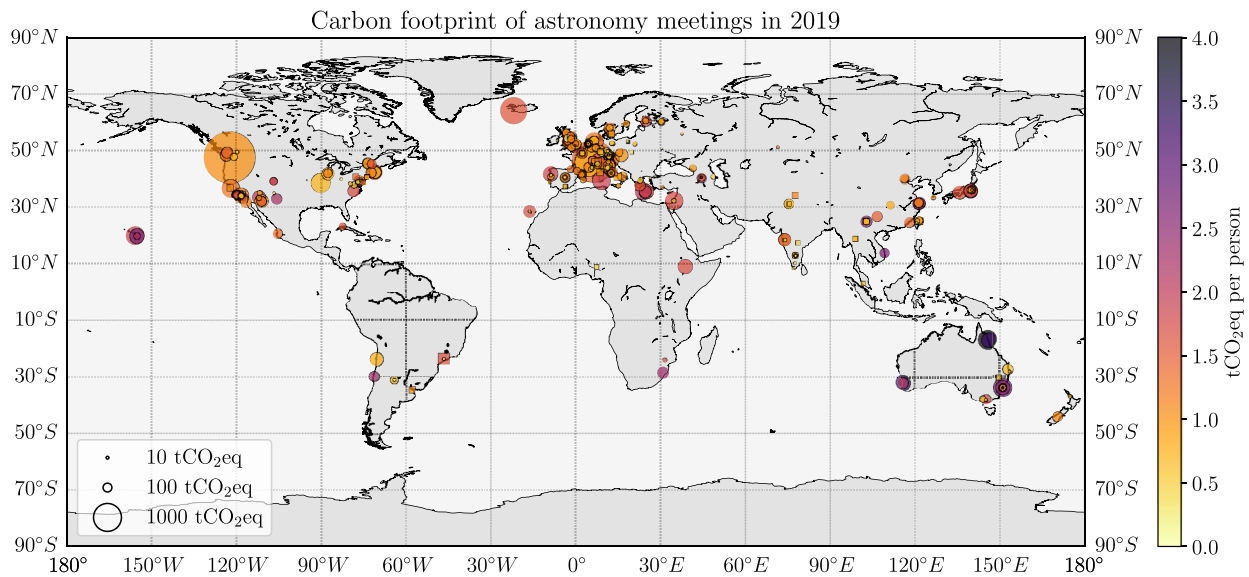 Carbon footprint of astronomy meetings in 2019
90°N 90°N
70°N 70°N
50°N 50°N
30°N 30°N
10°N 10°N
10°S 10°S
30°S 30°S
50°S 50°S
70°S 70°S
90°S 90°S
10 tCO₂eq
100 tCO₂eq
1000 tCO₂eq
180° 150°W 120°W 90°W 60°W 30°W 0° 30°E 60°E 90°E 120°E 150°E 180°
4.0
3.5
3.0
2.5
2.0
1.5
1.0
0.5
0.0
tCO₂eq per person